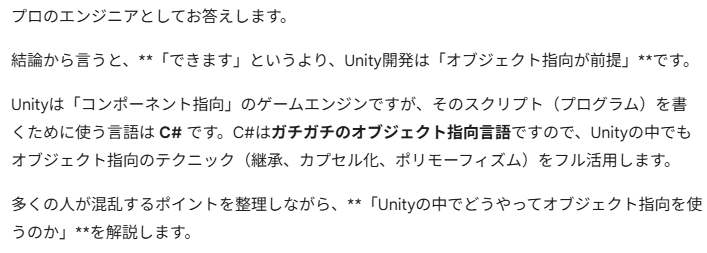 プロのエンジニアとしてお答えします。
結論から言うと、**「できます」というより、Unity開発は「オブジェクト指向が前提」**です。
Unityは「コンポーネント指向」のゲームエンジンですが、そのスクリプト（プログラム）を書
くために使う言語は C# です。C#はガチガチのオブジェクト指向言語ですので、Unityの中でも
オブジェクト指向のテクニック（継承、カプセル化、ポリモーフィズム）をフル活用します。
多くの人が混乱するポイントを整理しながら、**「Unityの中でどうやってオブジェクト指向を使
うのか」**を解説します。